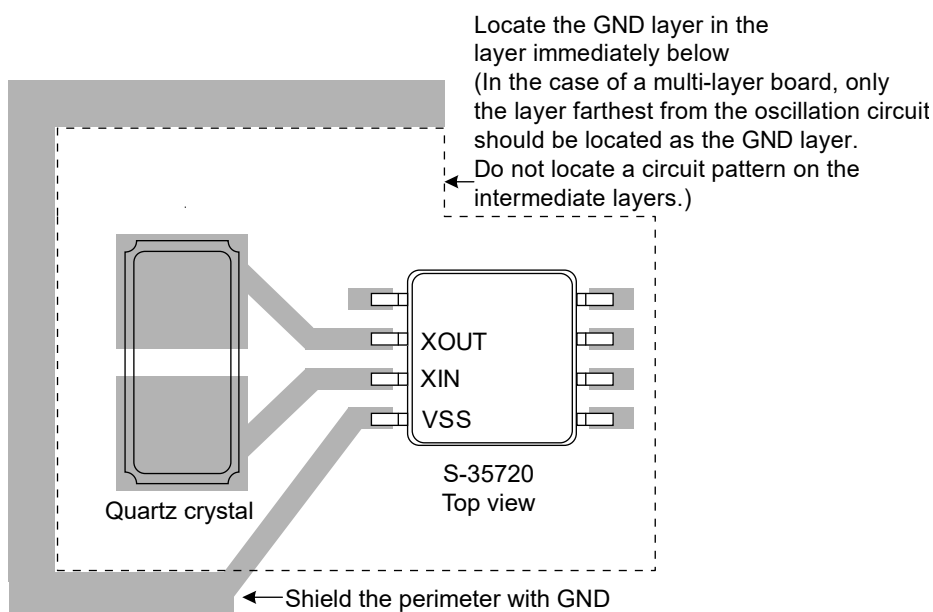 Locate the GND layer in the
layer immediately below
(In the case of a multi-layer board, only
the layer farthest from the oscillation circuit
should be located as the GND layer.
Do not locate a circuit pattern on the
intermediate layers.)
XOUT
XIN
VSS
S-35720
Top view
Quartz crystal
Shield the perimeter with GND